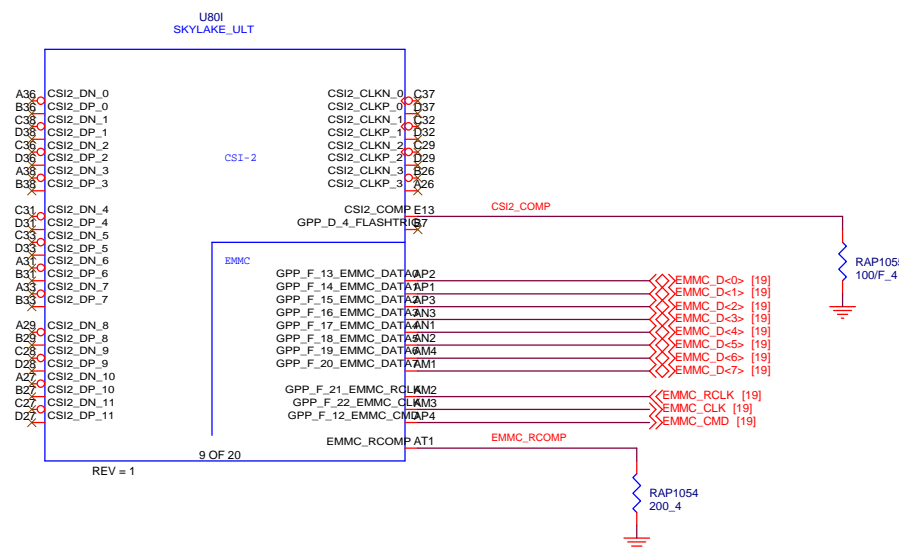 U80I
SKYLAKE_ULT
A36 CSI2_DN_0 CSI2_CLKN_0 C37
B36 CSI2_DP_0 CSI2_CLKP_0 D37
C38 CSI2_DN_1 CSI2_CLKN_1 C32
D38 CSI2_DP_1 CSI2_CLKP_1 D32
C36 CSI2_DN_2 CSI2_CLKN_2 C29
D36 CSI2_DP_2 CSI2_CLKP_2 D29
A38 CSI2_DN_3 CSI2_CLKN_3 B26
B38 CSI2_DP_3 CSI2_CLKP_3 A26
CSI-2
C31 CSI2_DN_4 CSI2_COMP E13 CSI2_COMP
D31 CSI2_DP_4 GPP_D_4_FLASHTRIG B7
C33 CSI2_DN_5
D33 CSI2_DP_5
A31 CSI2_DN_6 EMMC
B31 CSI2_DP_6 GPP_F_13_EMMC_DATA0 AP2 EMMC_D<0> [19]
A33 CSI2_DN_7 GPP_F_14_EMMC_DATA1 AP1 EMMC_D<1> [19]
B33 CSI2_DP_7 GPP_F_15_EMMC_DATA2 AP3 EMMC_D<2> [19]
GPP_F_16_EMMC_DATA3 AN3 EMMC_D<3> [19]
A29 CSI2_DN_8 GPP_F_17_EMMC_DATA4 AN1 EMMC_D<4> [19]
B29 CSI2_DP_8 GPP_F_18_EMMC_DATA5 AN2 EMMC_D<5> [19]
C28 CSI2_DN_9 GPP_F_19_EMMC_DATA6 AM4 EMMC_D<6> [19]
D28 CSI2_DP_9 GPP_F_20_EMMC_DATA7 AM1 EMMC_D<7> [19]
A27 CSI2_DN_10
B27 CSI2_DP_10 GPP_F_21_EMMC_RCLK AM2 EMMC_RCLK [19]
C27 CSI2_DN_11 GPP_F_22_EMMC_CLK AM3 EMMC_CLK [19]
D27 CSI2_DP_11 GPP_F_12_EMMC_CMD AP4 EMMC_CMD [19]
EMMC_RCOMP AT1 EMMC_RCOMP
9 OF 20
REV = 1
RAP1055
100/F_4
RAP1054
200_4